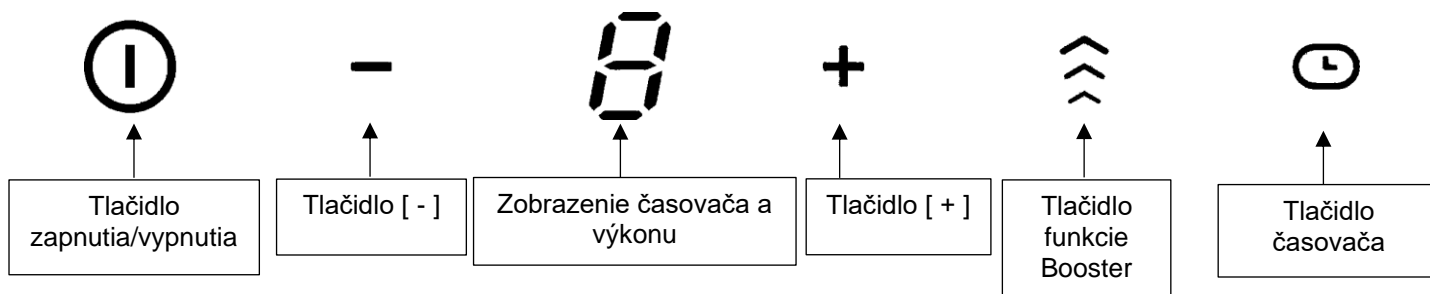 Tlačidlo
zapnutia/vypnutia
Tlačidlo [ - ]
Zobrazenie časovača a
výkonu
Tlačidlo [ + ]
Tlačidlo
funkcie
Booster
Tlačidlo
časovača